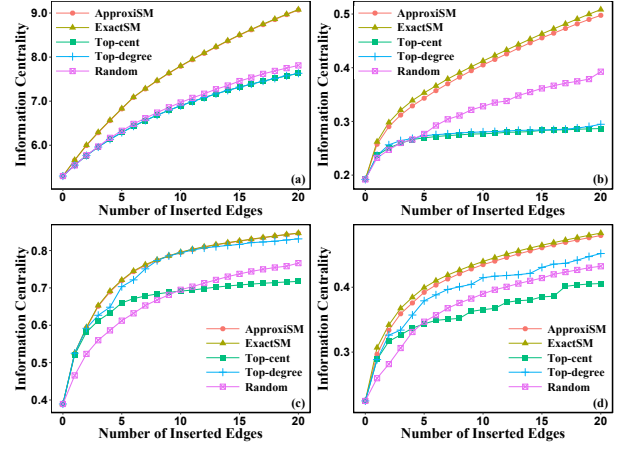 9.0
8.0
7.0
6.0
Information Centrality
ApproxiSM
ExactSM
Top-cent
Top-degree
Random
(a)
0 5 10 15 20
Number of Inserted Edges
0.5
0.4
0.3
0.2
Information Centrality
ApproxiSM
ExactSM
Top-cent
Top-degree
Random
(b)
0 5 10 15 20
Number of Inserted Edges
0.8
0.7
0.6
0.5
0.4
Information Centrality
ApproxiSM
ExactSM
Top-cent
Top-degree
Random
(c)
0 5 10 15 20
Number of Inserted Edges
0.4
0.3
Information Centrality
ApproxiSM
ExactSM
Top-cent
Top-degree
Random
(d)
0 5 10 15 20
Number of Inserted Edges